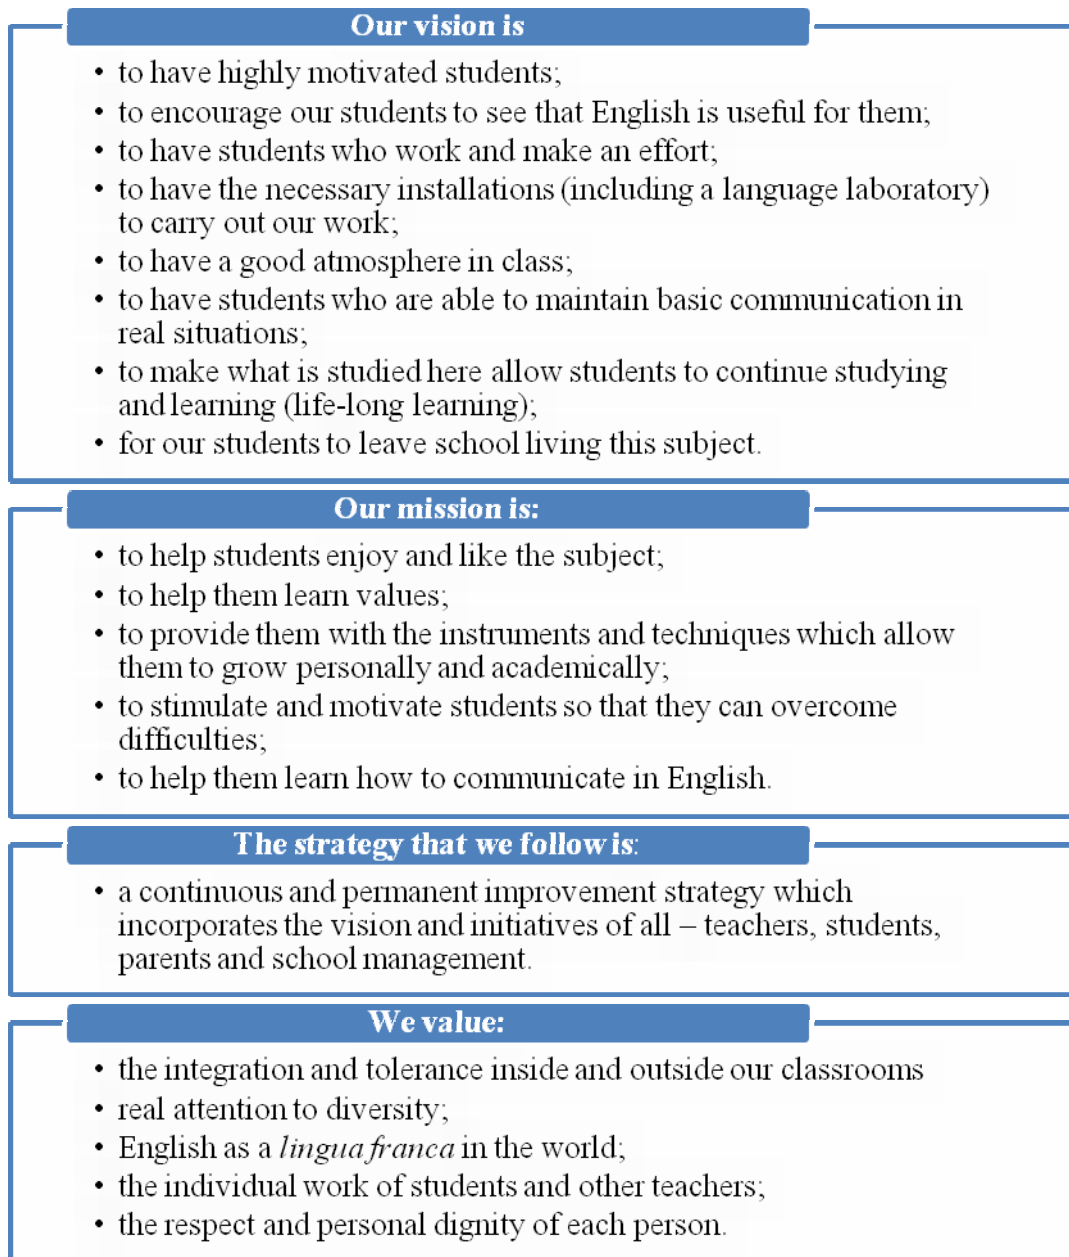 Our vision is
• to have highly motivated students;
• to encourage our students to see that English is useful for them;
• to have students who work and make an effort;
• to have the necessary installations (including a language laboratory)
to carry out our work;
• to have a good atmosphere in class;
• to have students who are able to maintain basic communication in
real situations;
• to make what is studied here allow students to continue studying
and learning (life-long learning);
• for our students to leave school living this subject.
Our mission is:
• to help students enjoy and like the subject;
• to help them learn values;
• to provide them with the instruments and techniques which allow
them to grow personally and academically;
• to stimulate and motivate students so that they can overcome
difficulties;
• to help them learn how to communicate in English.
The strategy that we follow is:
• a continuous and permanent improvement strategy which
incorporates the vision and initiatives of all – teachers, students,
parents and school management.
We value:
• the integration and tolerance inside and outside our classrooms
• real attention to diversity;
• English as a lingua franca in the world;
• the individual work of students and other teachers;
• the respect and personal dignity of each person.